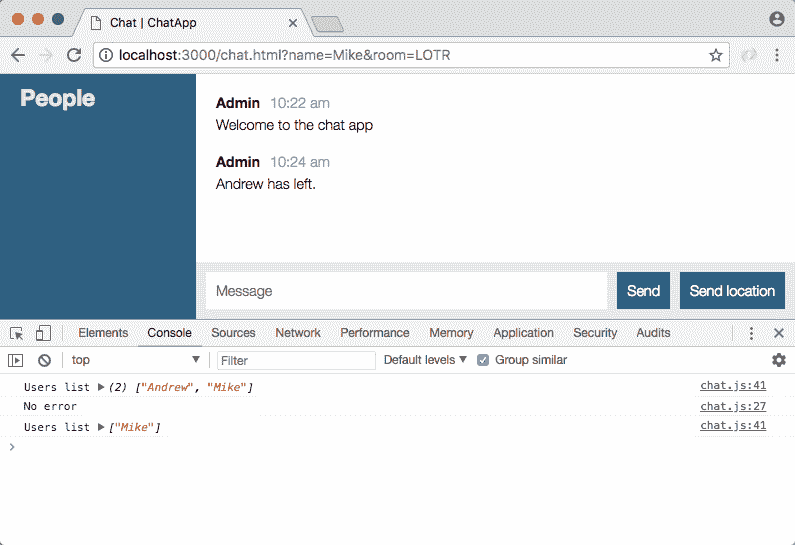 Chat | ChatApp
localhost:3000/chat.html?name=Mike&room=LOTR
People
Admin 10:22 am
Welcome to the chat app
Admin 10:24 am
Andrew has left.
Message Send Send location
Elements Console Sources Network Performance Memory Application Security Audits
top Filter Default levels Group similar
Users list (2) ["Andrew", "Mike"] chat.js:41
No error chat.js:27
Users list ["Mike"] chat.js:41